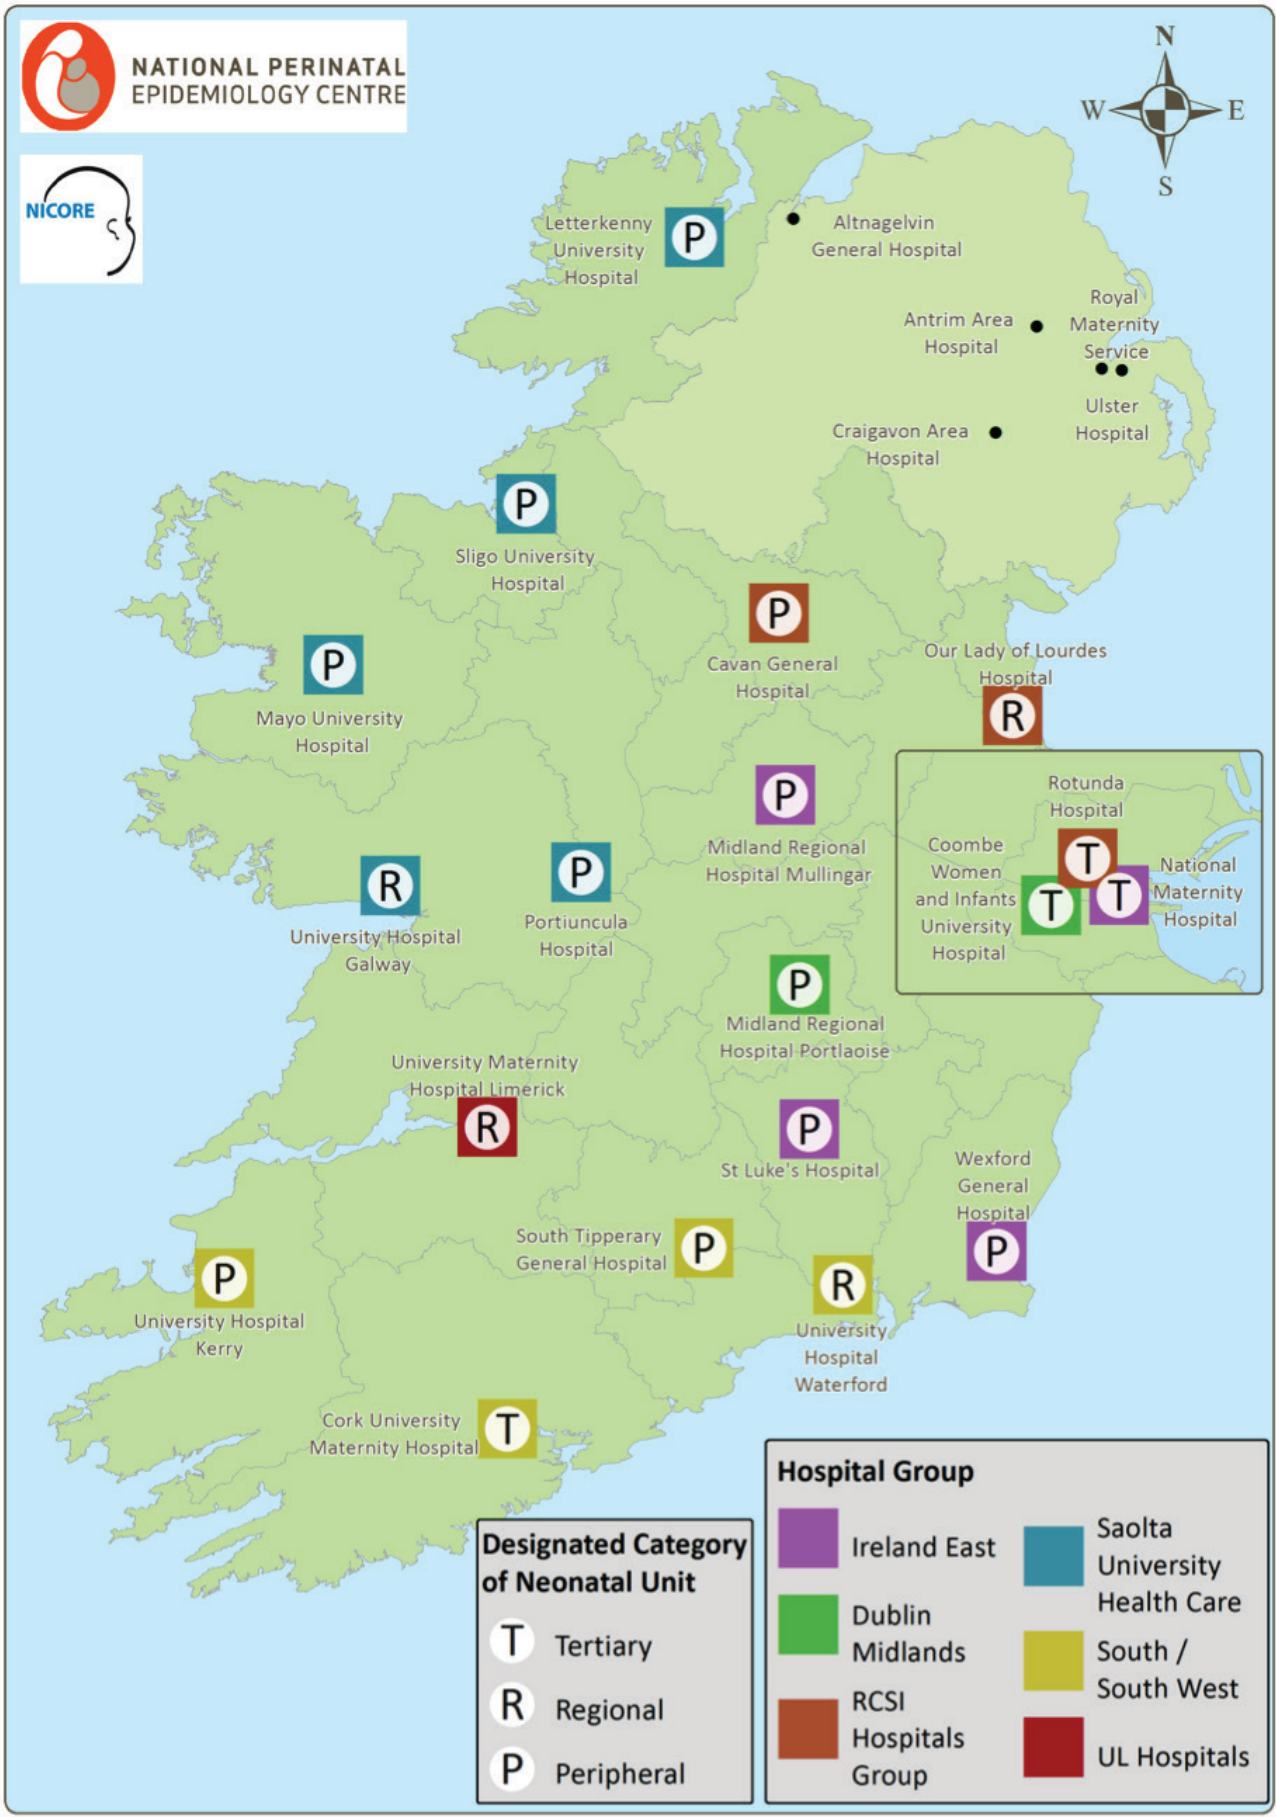 NATIONAL PERINATAL
EPIDEMIOLOGY CENTRE
NICORE
N
W
E
S
Letterkenny
University
Hospital
P
Altnagelvin
General Hospital
Antrim Area
Hospital
Royal
Maternity
Service
Ulster
Hospital
Craigavon Area
Hospital
P
Sligo University
Hospital
P
Cavan General
Hospital
Our Lady of Lourdes
Hospital
R
P
Mayo University
Hospital
P
Midland Regional
Hospital Mullingar
Rotunda
Hospital
T
Coombe
Women
and Infants
University
Hospital
T
T
National
Maternity
Hospital
R
University Hospital
Galway
P
Portiuncula
Hospital
P
Midland Regional
Hospital Portlaoise
University Maternity
Hospital Limerick
R
P
St Luke's Hospital
Wexford
General
Hospital
P
South Tipperary
General Hospital
P
R
University
Hospital
Waterford
P
University Hospital
Kerry
Cork University
Maternity Hospital
T
Designated Category
of Neonatal Unit
T Tertiary
R Regional
P Peripheral
Hospital Group
Ireland East
Dublin
Midlands
RCSI
Hospitals
Group
Saolta
University
Health Care
South /
South West
UL Hospitals